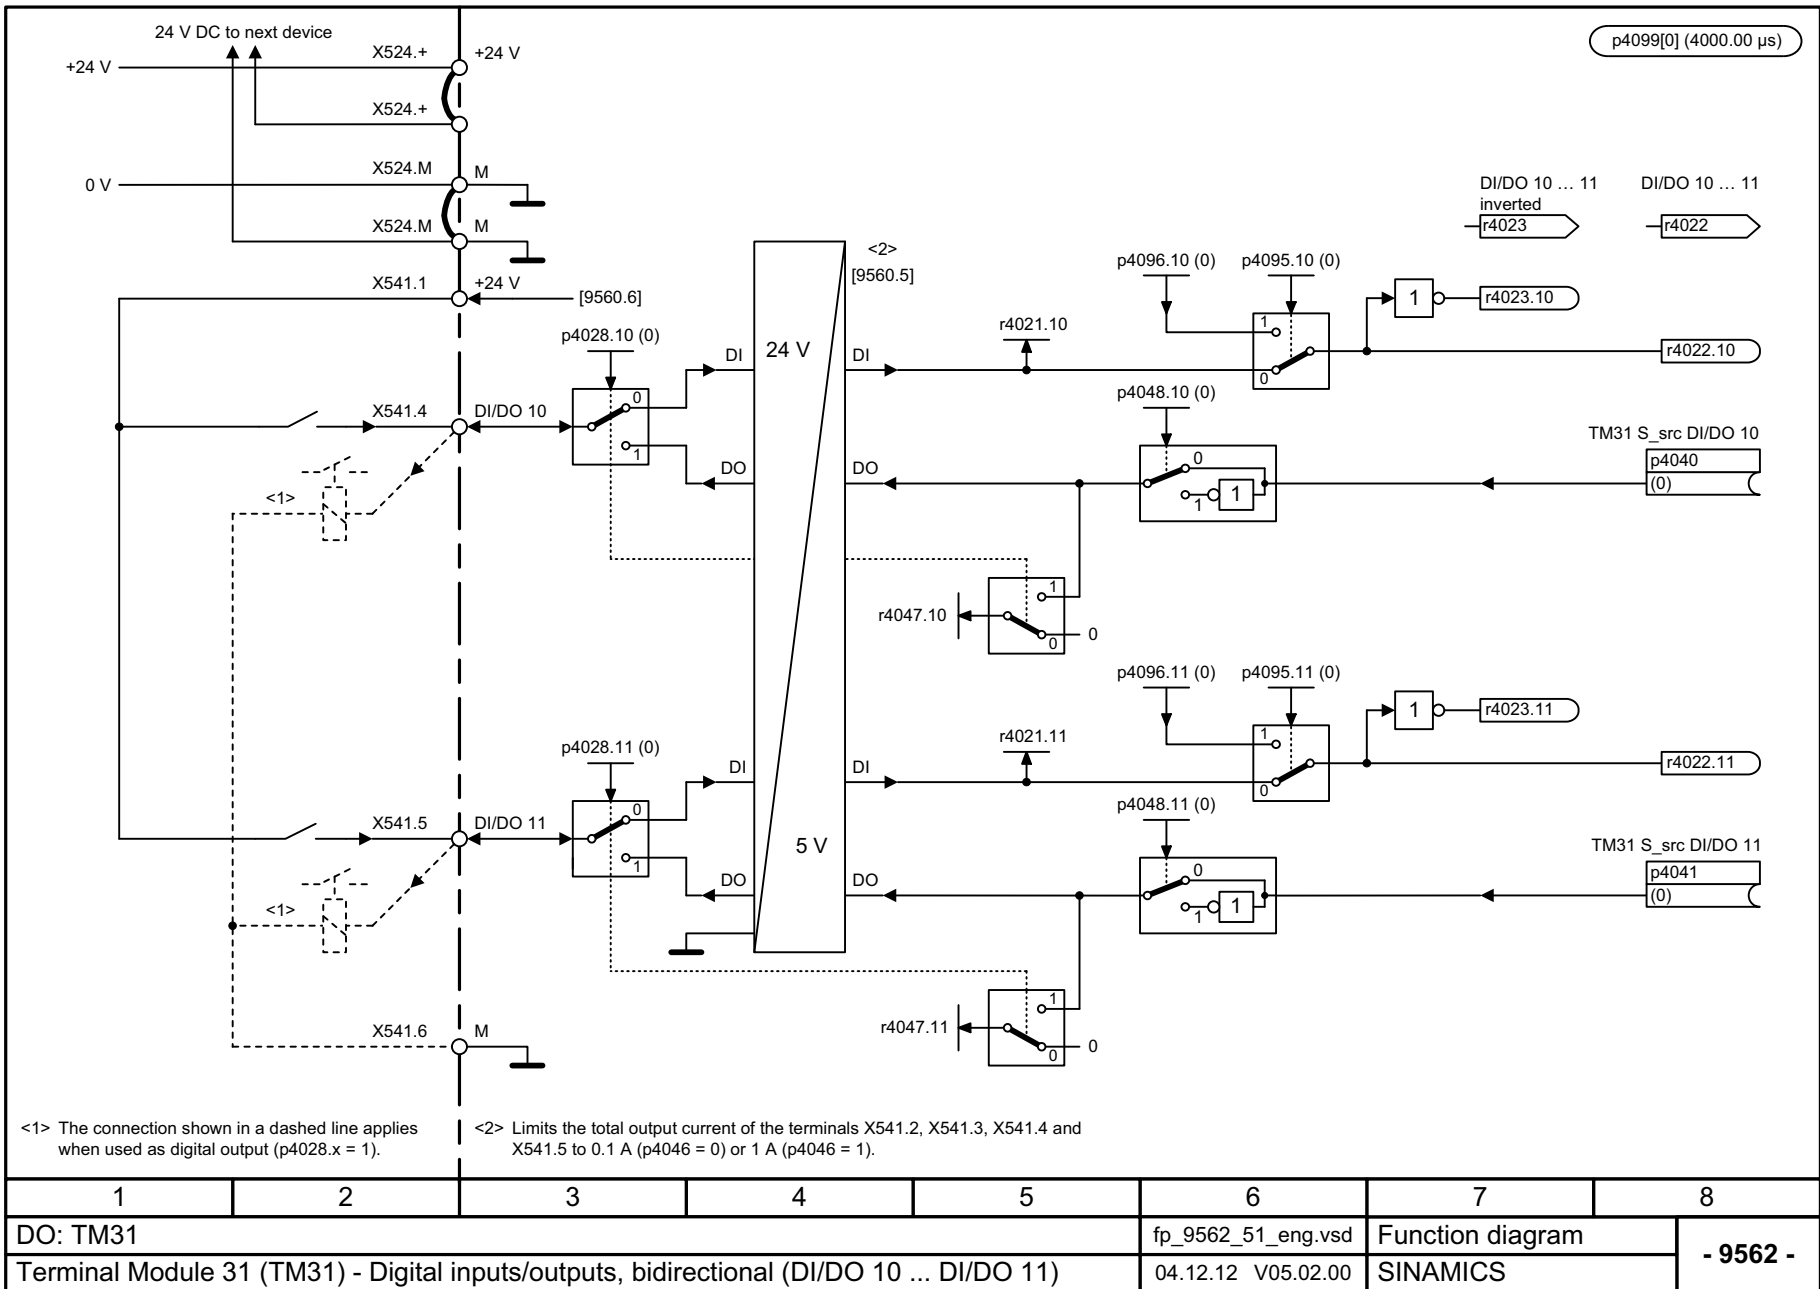 24 V DC to next device
p4099[0] (4000.00 µs)
X524.+
+24 V
+24 V
X524.+
X524.M
M
0 V
X524.M
M
DI/DO 10 … 11
inverted
r4023
DI/DO 10 … 11
r4022
X541.1
+24 V
[9560.6]
<2>
[9560.5]
p4096.10 (0)
p4095.10 (0)
p4028.10 (0)
r4021.10
1
0
1
r4023.10
r4022.10
24 V
DI
DI
X541.4
DI/DO 10
0
1
p4048.10 (0)
TM31 S_src DI/DO 10
p4040
(0)
DO
DO
0
1
1
<1>
r4047.10
1
0
0
p4096.11 (0)
p4095.11 (0)
p4028.11 (0)
r4021.11
1
0
1
r4023.11
r4022.11
DI
DI
X541.5
DI/DO 11
0
1
5 V
p4048.11 (0)
TM31 S_src DI/DO 11
p4041
(0)
DO
DO
0
1
1
<1>
r4047.11
1
0
0
X541.6
M
<1> The connection shown in a dashed line applies
when used as digital output (p4028.x = 1).
<2> Limits the total output current of the terminals X541.2, X541.3, X541.4 and
X541.5 to 0.1 A (p4046 = 0) or 1 A (p4046 = 1).
1 2 3 4 5 6 7 8
DO: TM31
fp_9562_51_eng.vsd
Function diagram
- 9562 -
Terminal Module 31 (TM31) - Digital inputs/outputs, bidirectional (DI/DO 10 ... DI/DO 11)
04.12.12 V05.02.00
SINAMICS